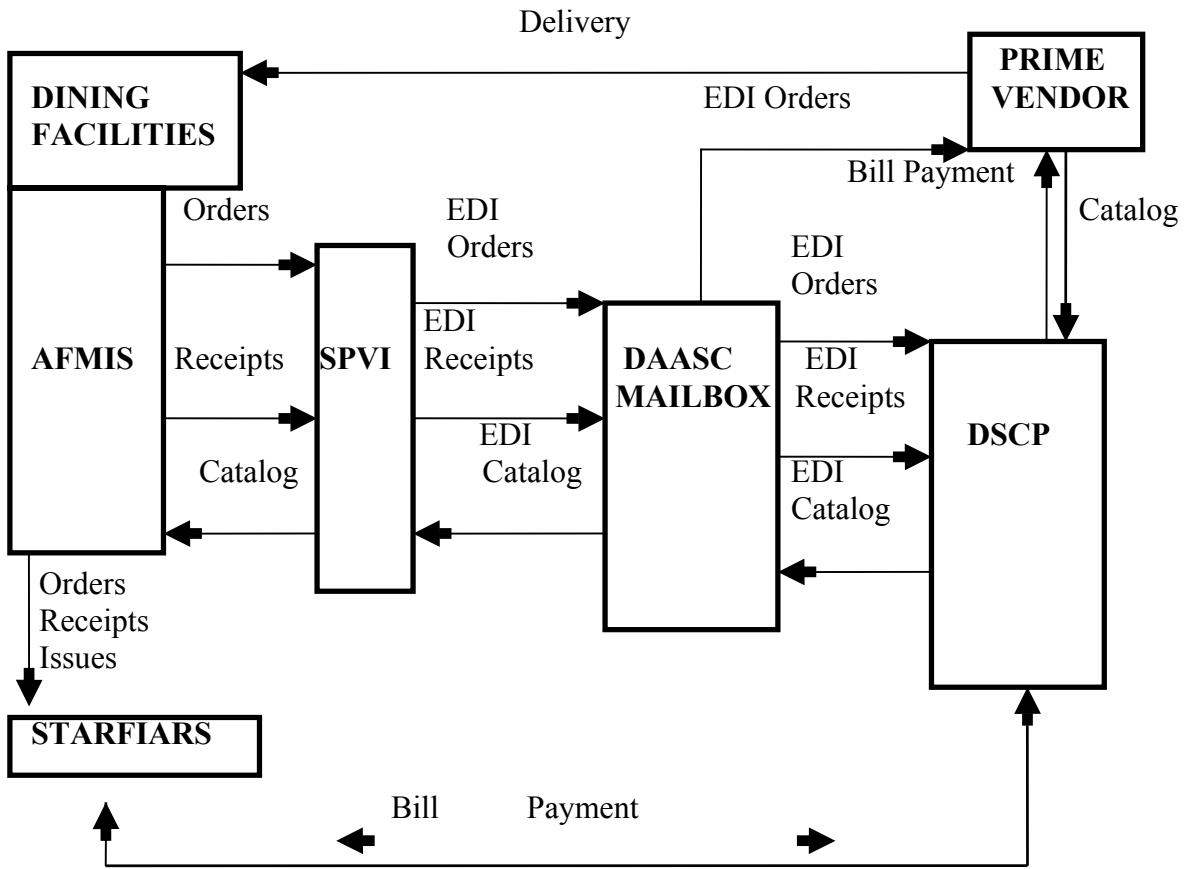 Delivery
PRIME
VENDOR
DINING
FACILITIES
EDI Orders
Bill Payment
Catalog
Orders
EDI
Orders
EDI
Orders
AFMIS
Receipts
SPVI
EDI
Receipts
DAASC
MAILBOX
EDI
Receipts
DSCP
Catalog
EDI
Catalog
EDI
Catalog
Orders
Receipts
Issues
STARFIARS
Bill Payment